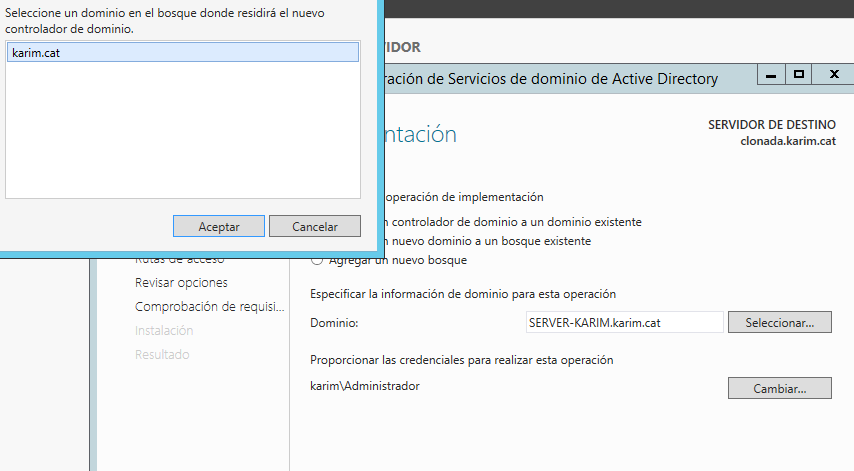 Seleccione un dominio en el bosque donde residirá el nuevo
controlador de dominio.
karim.cat
Aceptar
Cancelar
VIDOR
ración de Servicios de dominio de Active Directory
ntación
SERVIDOR DE DESTINO
clonada.karim.cat
operación de implementación
n controlador de dominio a un dominio existente
n nuevo dominio a un bosque existente
Agregar un nuevo bosque
Rutas de acceso
Revisar opciones
Comprobación de requisi...
Instalación
Resultado
Especificar la información de dominio para esta operación
Dominio:
SERVER-KARIM.karim.cat
Seleccionar...
Proporcionar las credenciales para realizar esta operación
karim\Administrador
Cambiar...